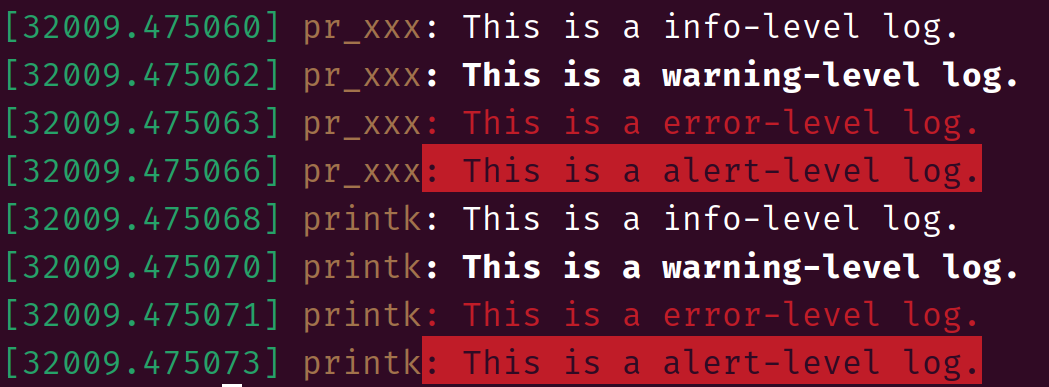 [32009.475060] pr_xxx: This is a info-level log.
[32009.475062] pr_xxx: This is a warning-level log.
[32009.475063] pr_xxx: This is a error-level log.
[32009.475066] pr_xxx: This is a alert-level log.
[32009.475068] printk: This is a info-level log.
[32009.475070] printk: This is a warning-level log.
[32009.475071] printk: This is a error-level log.
[32009.475073] printk: This is a alert-level log.